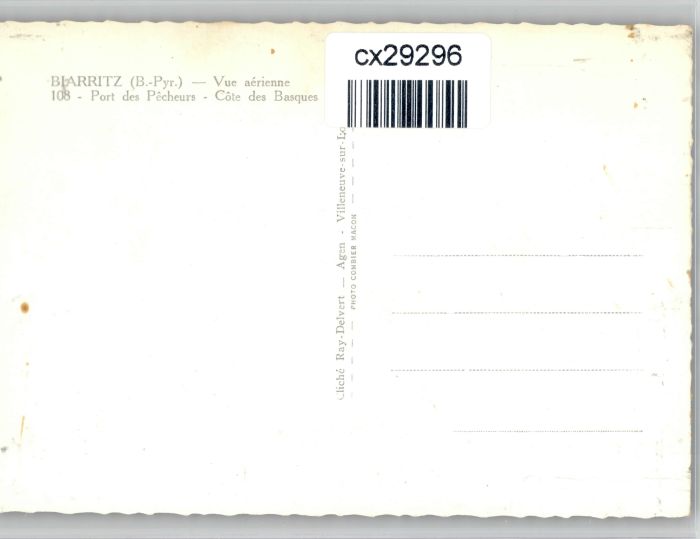 cx29296
BIARRITZ (B.-Pyr.) — Vue aérienne
108 - Port des Pêcheurs - Côte des Basques
Cliché Ray-Delvert — Agen - Villeneuve-sur-Lo
PHOTO COMBIER MACON